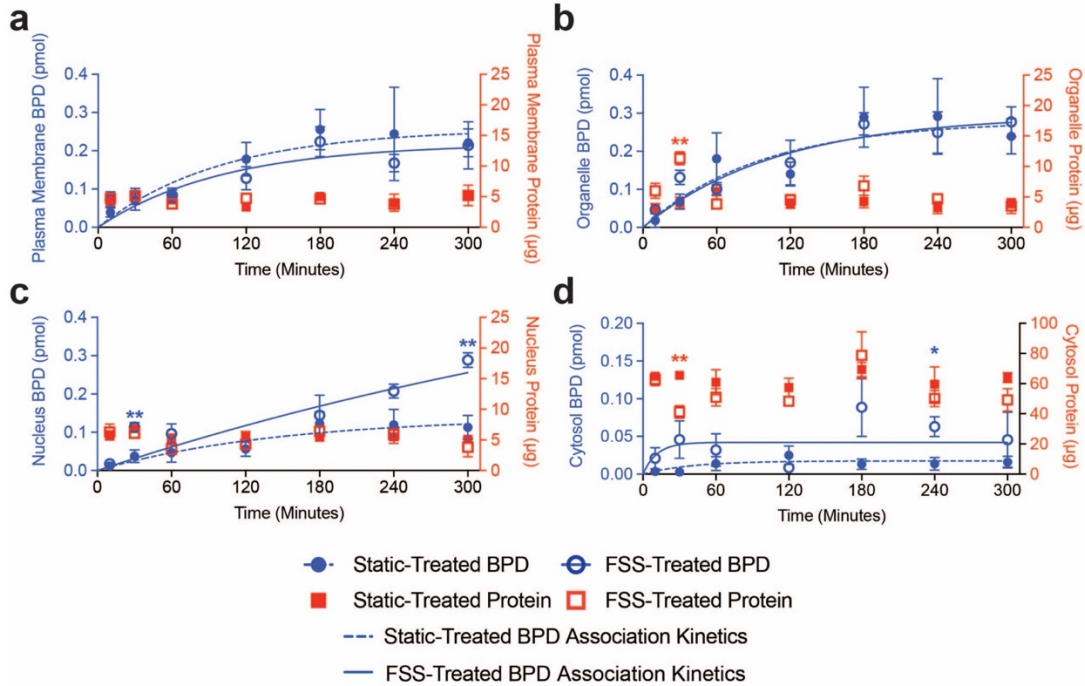 a
Plasma Membrane BPD (pmol)
0.4
0.3
0.2
0.1
0.0
25
20
15
10
5
0
Plasma Membrane Protein (µg)
0 60 120 180 240 300
Time (Minutes)
b
Organelle BPD (pmol)
0.4
0.3
0.2
0.1
0.0
**
25
20
15
10
5
0
Organelle Protein (µg)
0 60 120 180 240 300
Time (Minutes)
c
Nucleus BPD (pmol)
0.4
0.3
0.2
0.1
0.0
**
**
25
20
15
10
5
0
Nucleus Protein (µg)
0 60 120 180 240 300
Time (Minutes)
d
Cytosol BPD (pmol)
0.20
0.15
0.10
0.05
0.00
**
*
100
80
60
40
20
0
Cytosol Protein (µg)
0 60 120 180 240 300
Time (Minutes)
Static-Treated BPD FSS-Treated BPD
Static-Treated Protein FSS-Treated Protein
Static-Treated BPD Association Kinetics
FSS-Treated BPD Association Kinetics